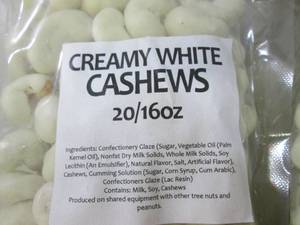 CREAMY WHITE
CASHEWS
20/16oz
Ingredients: Confectionery Glaze (Sugar, Vegetable Oil (Palm
Kernel Oil), Nonfat Dry Milk Solids, Whole Milk Solids, Soy
Lecithin (An Emulsifier), Natural Flavor, Salt, Artificial Flavor),
Cashews, Gumming Solution (Sugar, Corn Syrup, Gum Arabic),
Confectioners Glaze (Lac Resin)
Contains: Milk, Soy, Cashews
Produced on shared equipment with other tree nuts and
peanuts.